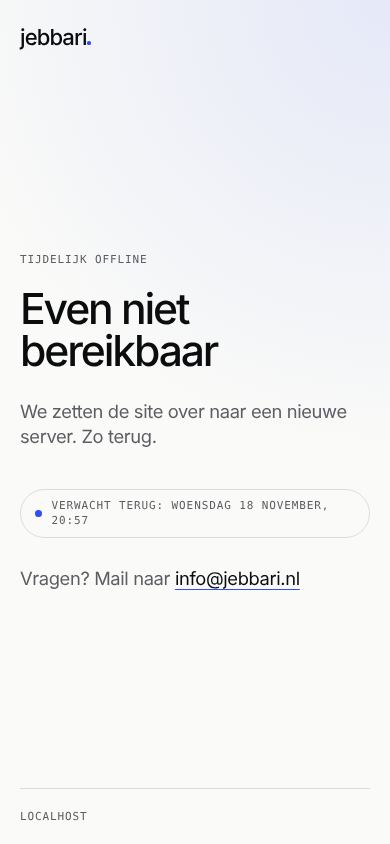 jebbari.
TIJDELIJK OFFLINE
Even niet
bereikbaar
We zetten de site over naar een nieuwe
server. Zo terug.
VERWACHT TERUG: WOENSDAG 18 NOVEMBER,
20:57
Vragen? Mail naar info@jebbari.nl
LOCALHOST